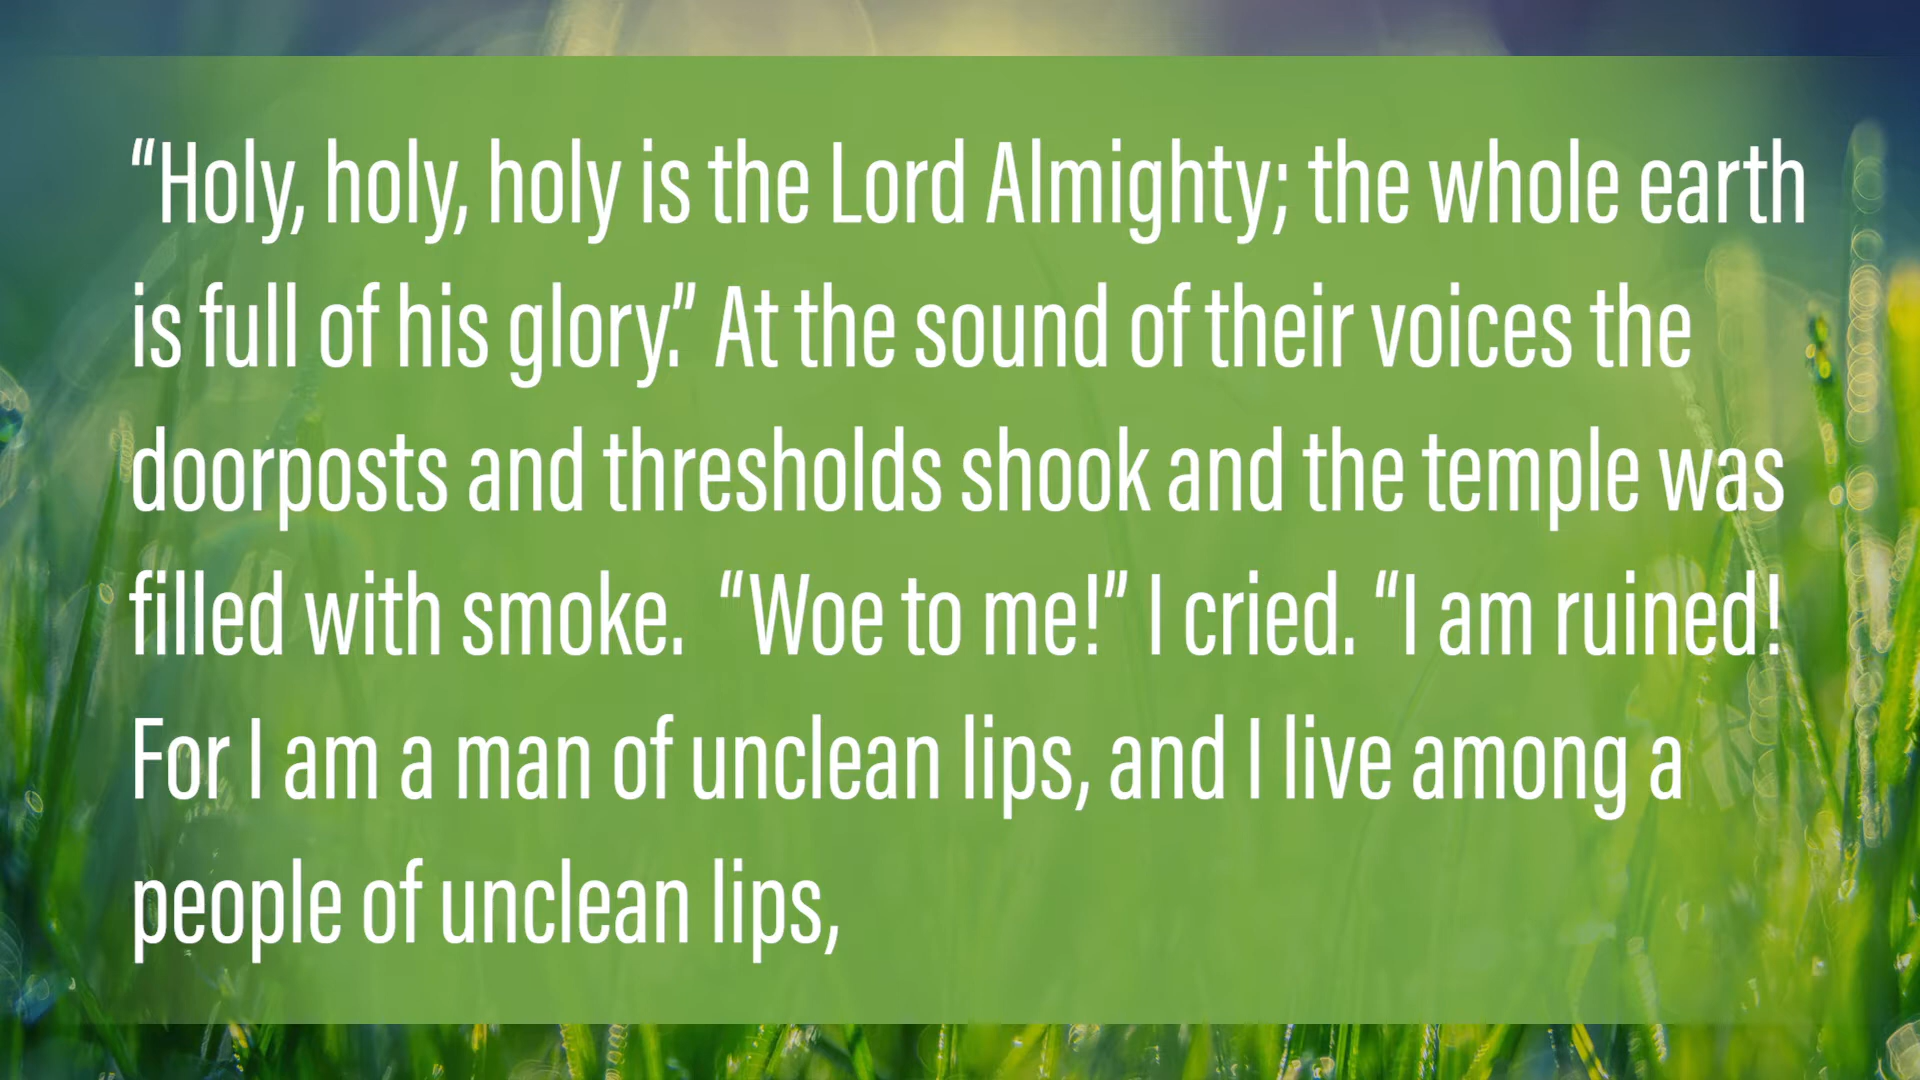 “Holy, holy, holy is the Lord Almighty; the whole earth
is full of his glory.” At the sound of their voices the
doorposts and thresholds shook and the temple was
filled with smoke.  “Woe to me!” I cried. “I am ruined!
For I am a man of unclean lips, and I live among a
people of unclean lips,